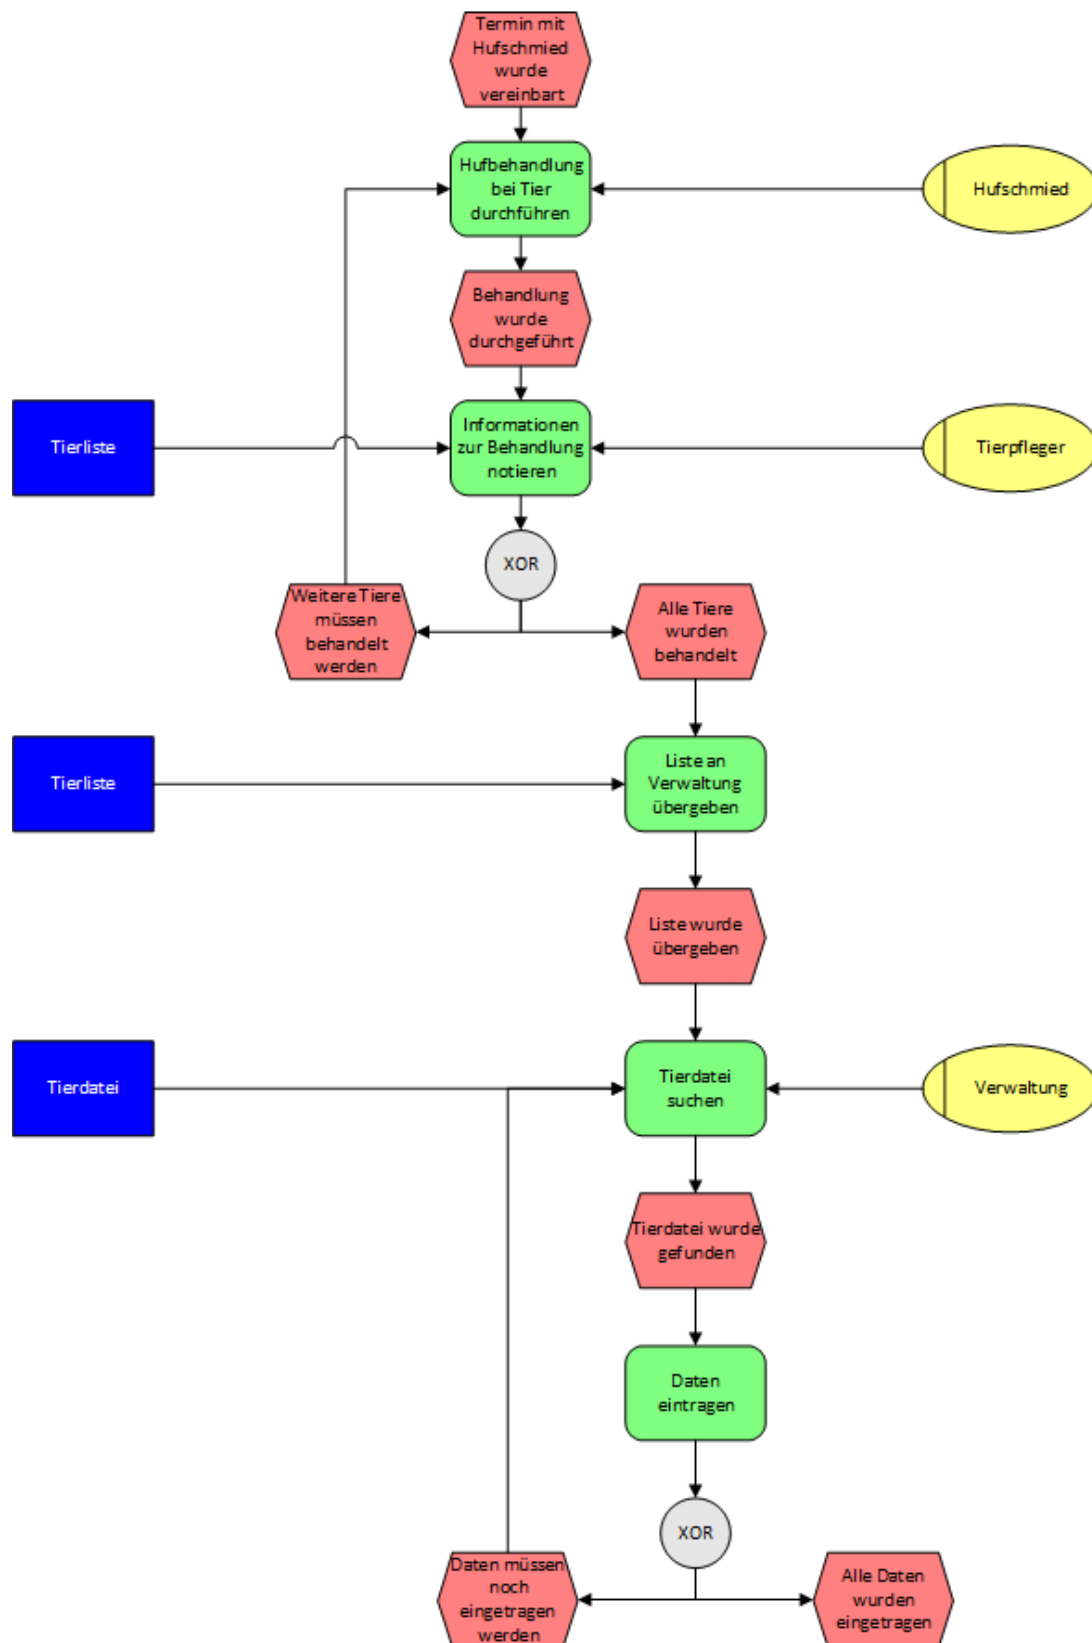 Termin mit
Hufschmied
wurde
vereinbart
Hufbehandlung
bei Tier
durchführen
Hufschmied
Behandlung
wurde
durchgeführt
Tierliste
Informationen
zur Behandlung
notieren
Tierpfleger
XOR
Weitere Tiere
müssen
behandelt
werden
Alle Tiere
wurden
behandelt
Tierliste
Liste an
Verwaltung
übergeben
Liste wurde
übergeben
Tierdatei
Tierdatei
suchen
Verwaltung
Tierdatei wurde
gefunden
Daten
eintragen
XOR
Daten müssen
noch
eingetragen
werden
Alle Daten
wurden
eingetragen